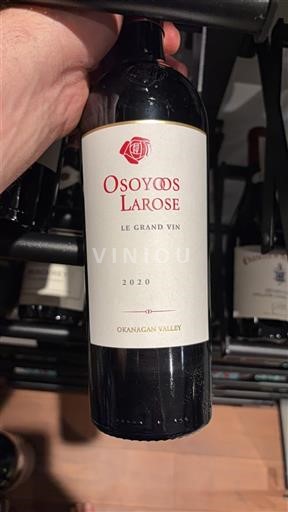 OSOYOOS
LAROSE
LE GRAND VIN
VINIOU
2020
OKANAGAN VALLEY